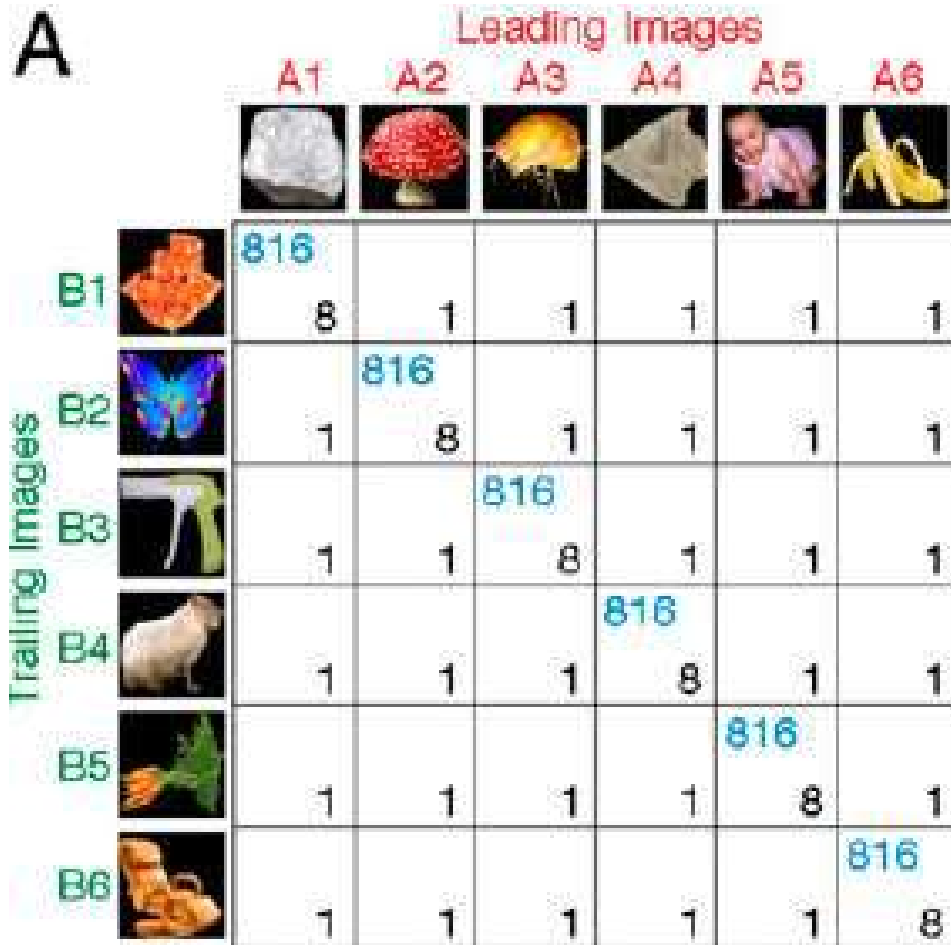 A
Leading Images
A1 A2 A3 A4 A5 A6
816
B1 8 1 1 1 1 1
816
B2 1 8 1 1 1 1
816
B3 1 1 8 1 1 1
816
B4 1 1 1 8 1 1
816
B5 1 1 1 1 8 1
816
B6 1 1 1 1 1 8
Trailing Images